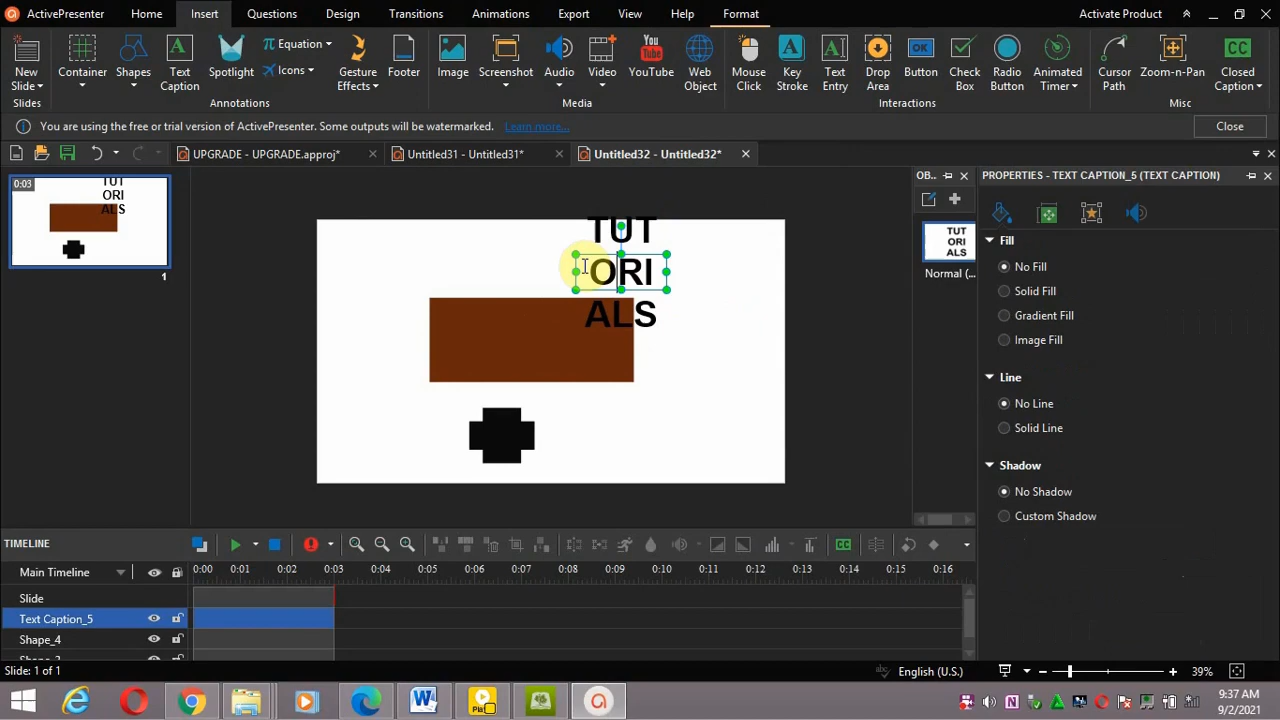 ActivePresenter Home Insert Questions Design Transitions Animations Export View Help Format Activate Product
New Slide Container Shapes Text Caption Spotlight Equation Icons Gesture Effects Footer Image Screenshot Audio Video YouTube Web Object Mouse Click Key Stroke Text Entry Drop Area Button Check Box Radio Button Animated Timer Cursor Path Zoom-n-Pan Closed Caption
Slides Annotations Media Interactions Misc
You are using the free or trial version of ActivePresenter. Some outputs will be watermarked. Learn more... Close
UPGRADE - UPGRADE.approj* Untitled31 - Untitled31* Untitled32 - Untitled32*
0:03
TUT
ORI
ALS
1
TUT
ORI
ALS
OB...
TUT
ORI
ALS
Normal (...
PROPERTIES - TEXT CAPTION_5 (TEXT CAPTION)
Fill
No Fill
Solid Fill
Gradient Fill
Image Fill
Line
No Line
Solid Line
Shadow
No Shadow
Custom Shadow
TIMELINE
Main Timeline 0:00 0:01 0:02 0:03 0:04 0:05 0:06 0:07 0:08 0:09 0:10 0:11 0:12 0:13 0:14 0:15 0:16
Slide
Text Caption_5
Shape_4
Slide: 1 of 1 English (U.S.) 39%
9:37 AM
9/2/2021